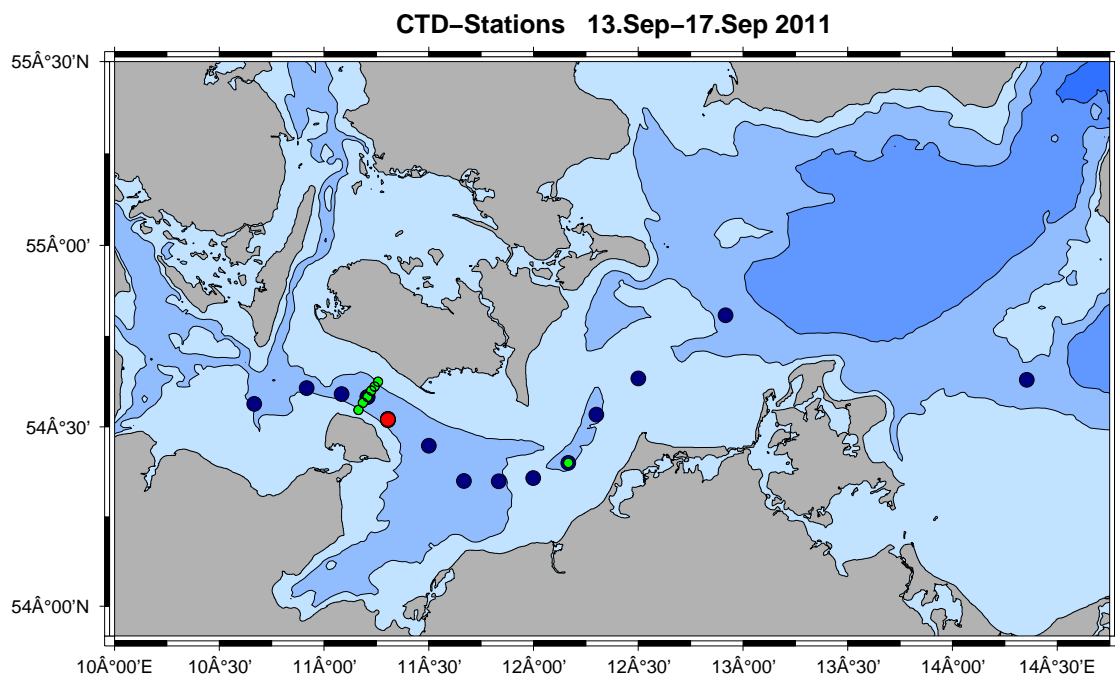 CTD−Stations 13.Sep−17.Sep 2011
55Â°30’N
55Â°00’
54Â°30’
54Â°00’
10Â°00’E 10Â°30’ 11Â°00’ 11Â°30’ 12Â°00’ 12Â°30’ 13Â°00’ 13Â°30’ 14Â°00’ 14Â°30’